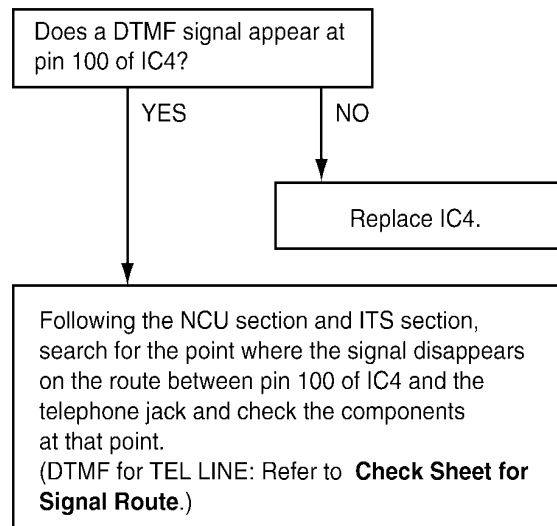 Does a DTMF signal appear at
pin 100 of IC4?
YES
NO
Replace IC4.
Following the NCU section and ITS section,
search for the point where the signal disappears
on the route between pin 100 of IC4 and the
telephone jack and check the components
at that point.
(DTMF for TEL LINE: Refer to Check Sheet for
Signal Route.)